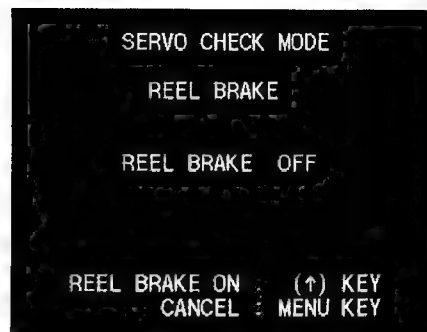 SERVO CHECK MODE
REEL BRAKE
REEL BRAKE OFF
REEL BRAKE ON : (↑) KEY
CANCEL : MENU KEY